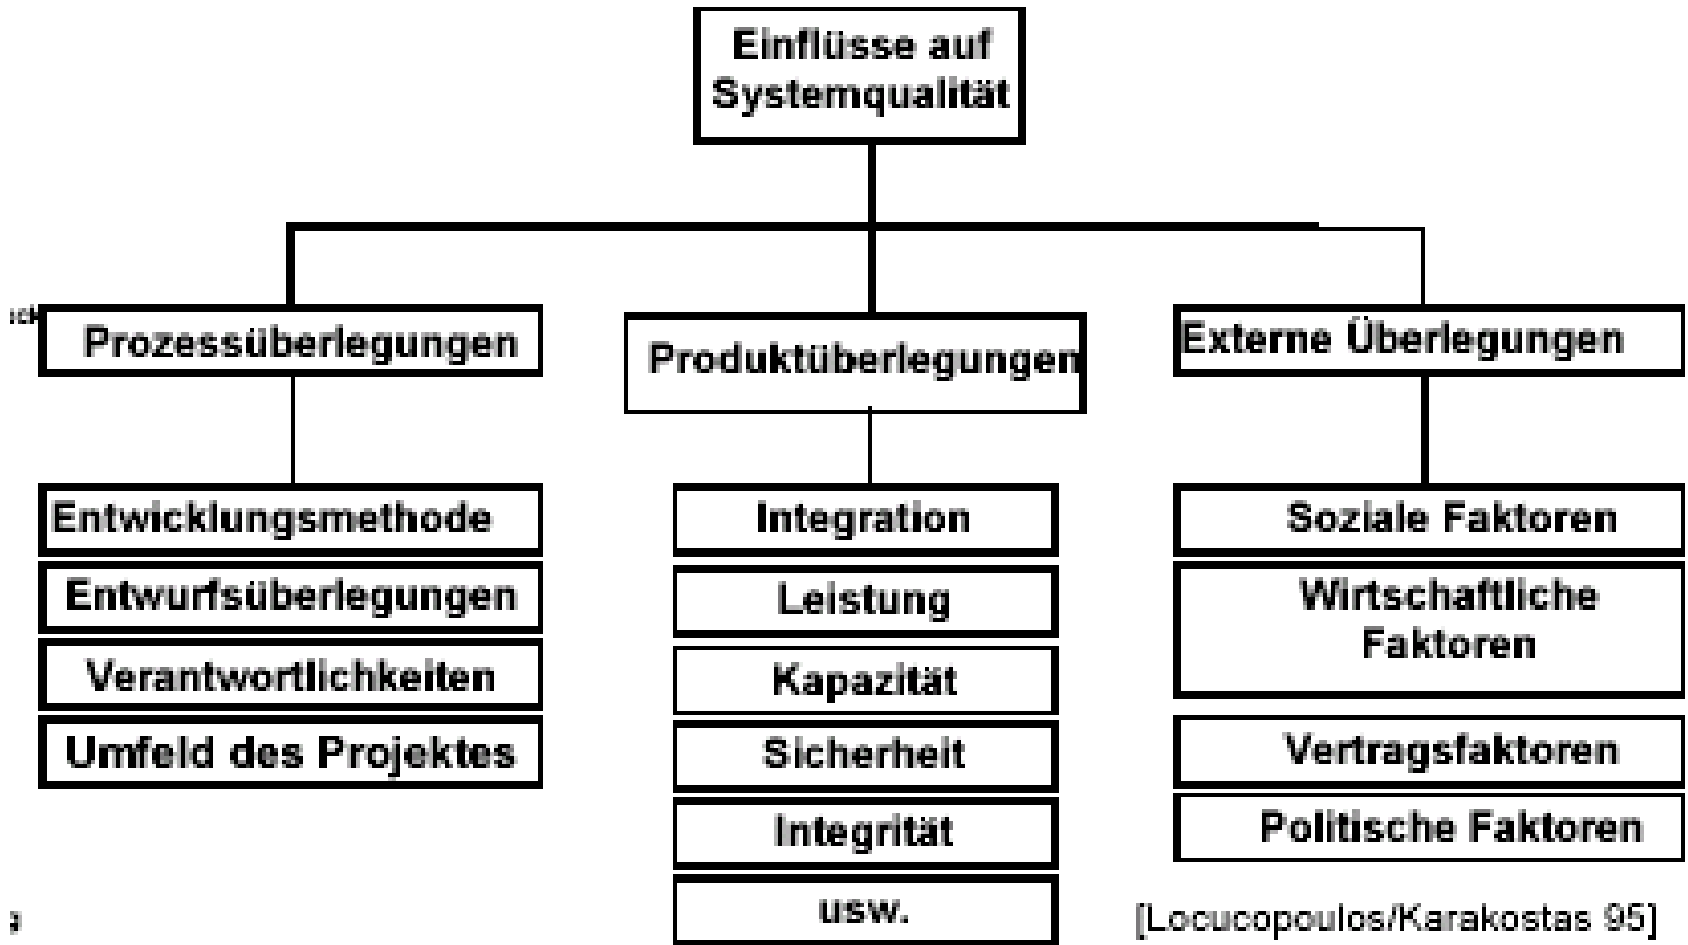 Einflüsse auf
Systemqualität
Prozessüberlegungen
Produktüberlegungen
Externe Überlegungen
Entwicklungsmethode
Entwurfsüberlegungen
Verantwortlichkeiten
Umfeld des Projektes
Integration
Leistung
Kapazität
Sicherheit
Integrität
usw.
Soziale Faktoren
Wirtschaftliche
Faktoren
Vertragsfaktoren
Politische Faktoren
[Locucopoulos/Karakostas 95]